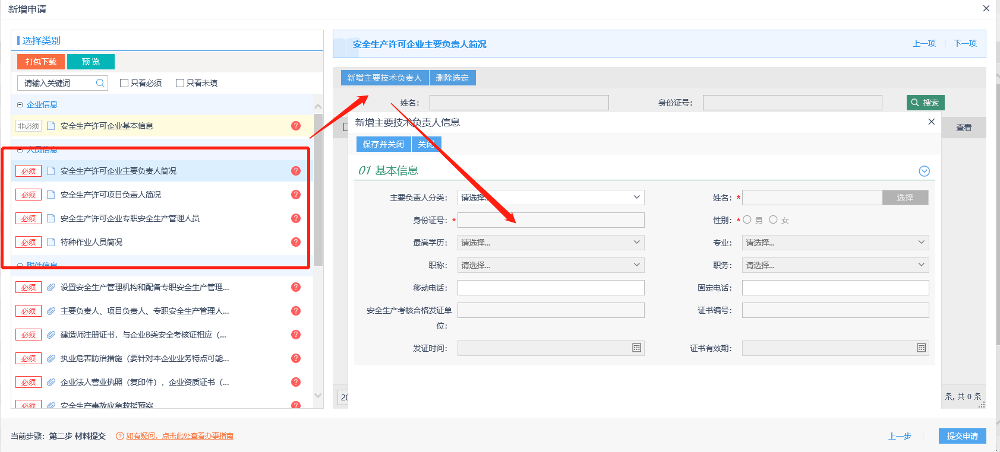 新增申请
选择类别
打包下载 预 览
请输入关键词 只看必须 只看未填
企业信息
非必须 安全生产许可企业基本信息
人员信息
必须 安全生产许可企业主要负责人简况
必须 安全生产许可项目负责人简况
必须 安全生产许可企业专职安全生产管理人员
必须 特种作业人员简况
附件信息
必须 设置安全生产管理机构和配备专职安全生产管理...
必须 主要负责人、项目负责人、专职安全生产管理人...
必须 建造师注册证书，与企业B类安全考核证相应（...
必须 执业危害防治措施（要针对本企业业务特点可能...
必须 企业法人营业执照（复印件），企业资质证书（...
必须 安全生产事故应急救援预案
安全生产许可企业主要负责人简况 上一项 下一项
新增主要技术负责人 删除选定
姓名： 身份证号： 搜索
查看
新增主要技术负责人信息
保存并关闭 关闭
01 基本信息
主要负责人分类： 请选择... 姓名：* 选择
身份证号：* 性别：* 男 女
最高学历： 请选择... 专业： 请选择...
职称： 请选择... 职务： 请选择...
移动电话： 固定电话：
安全生产考核合格发证单
位： 证书编号：
发证时间： 证书有效期：
20 条, 共 0 条
当前步骤： 第二步 材料提交 如有疑问，点击此处查看办事指南 上一步 提交申请